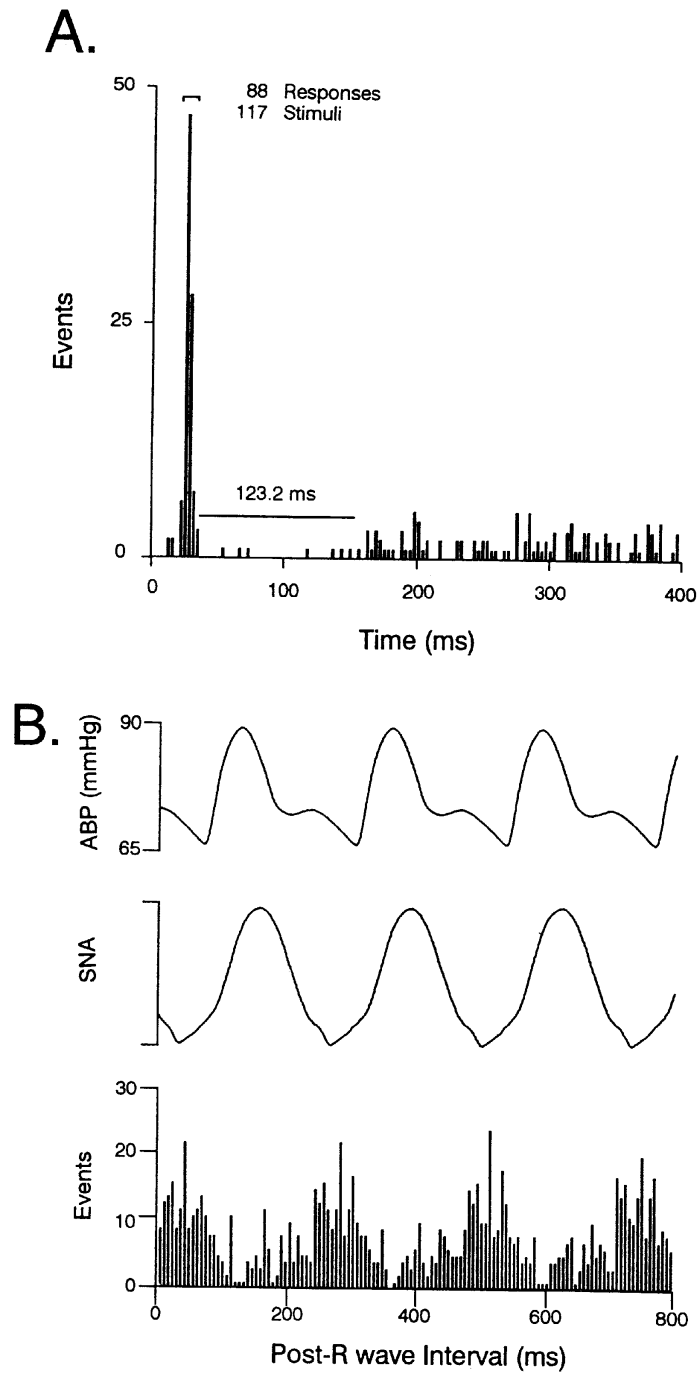 A.
50
88 Responses
117 Stimuli
Events
25
123.2 ms
0
0 100 200 300 400
Time (ms)
B.
90
ABP (mmHg)
65
SNA
30
20
Events
10
0
0 200 400 600 800
Post-R wave Interval (ms)